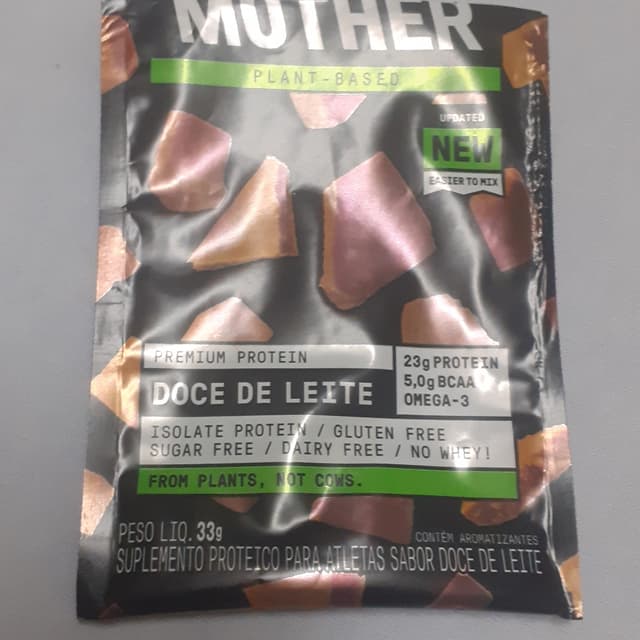 MOTHER
PLANT-BASED
UPDATED
NEW
EASIER TO MIX
PREMIUM PROTEIN
DOCE DE LEITE
23g PROTEIN
5,0g BCAA
OMEGA-3
ISOLATE PROTEIN / GLUTEN FREE
SUGAR FREE / DAIRY FREE / NO WHEY!
FROM PLANTS, NOT COWS.
PESO LIQ. 33g
CONTÉM AROMATIZANTES
SUPLEMENTO PROTEICO PARA ATLETAS SABOR DOCE DE LEITE